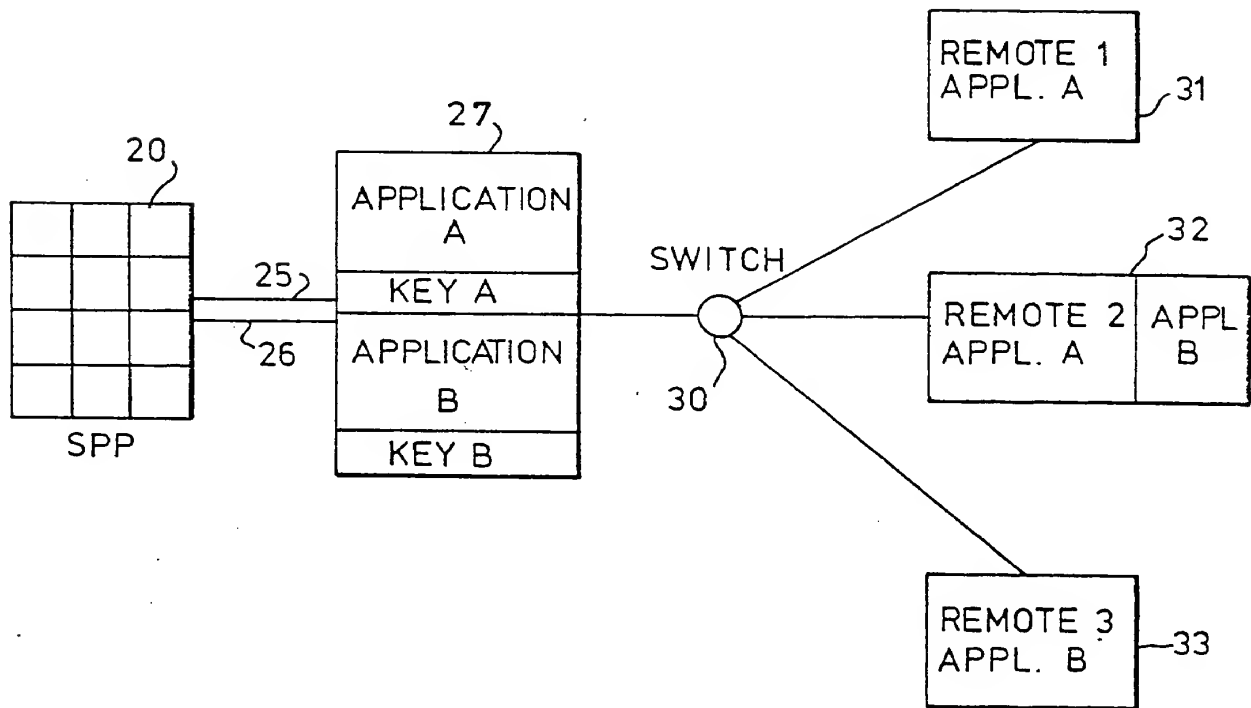 20
SPP
25
26
27
APPLICATION
A
KEY A
APPLICATION
B
KEY B
SWITCH
30
REMOTE 1
APPL. A
31
32
REMOTE 2
APPL. A
APPL
B
REMOTE 3
APPL. B
33